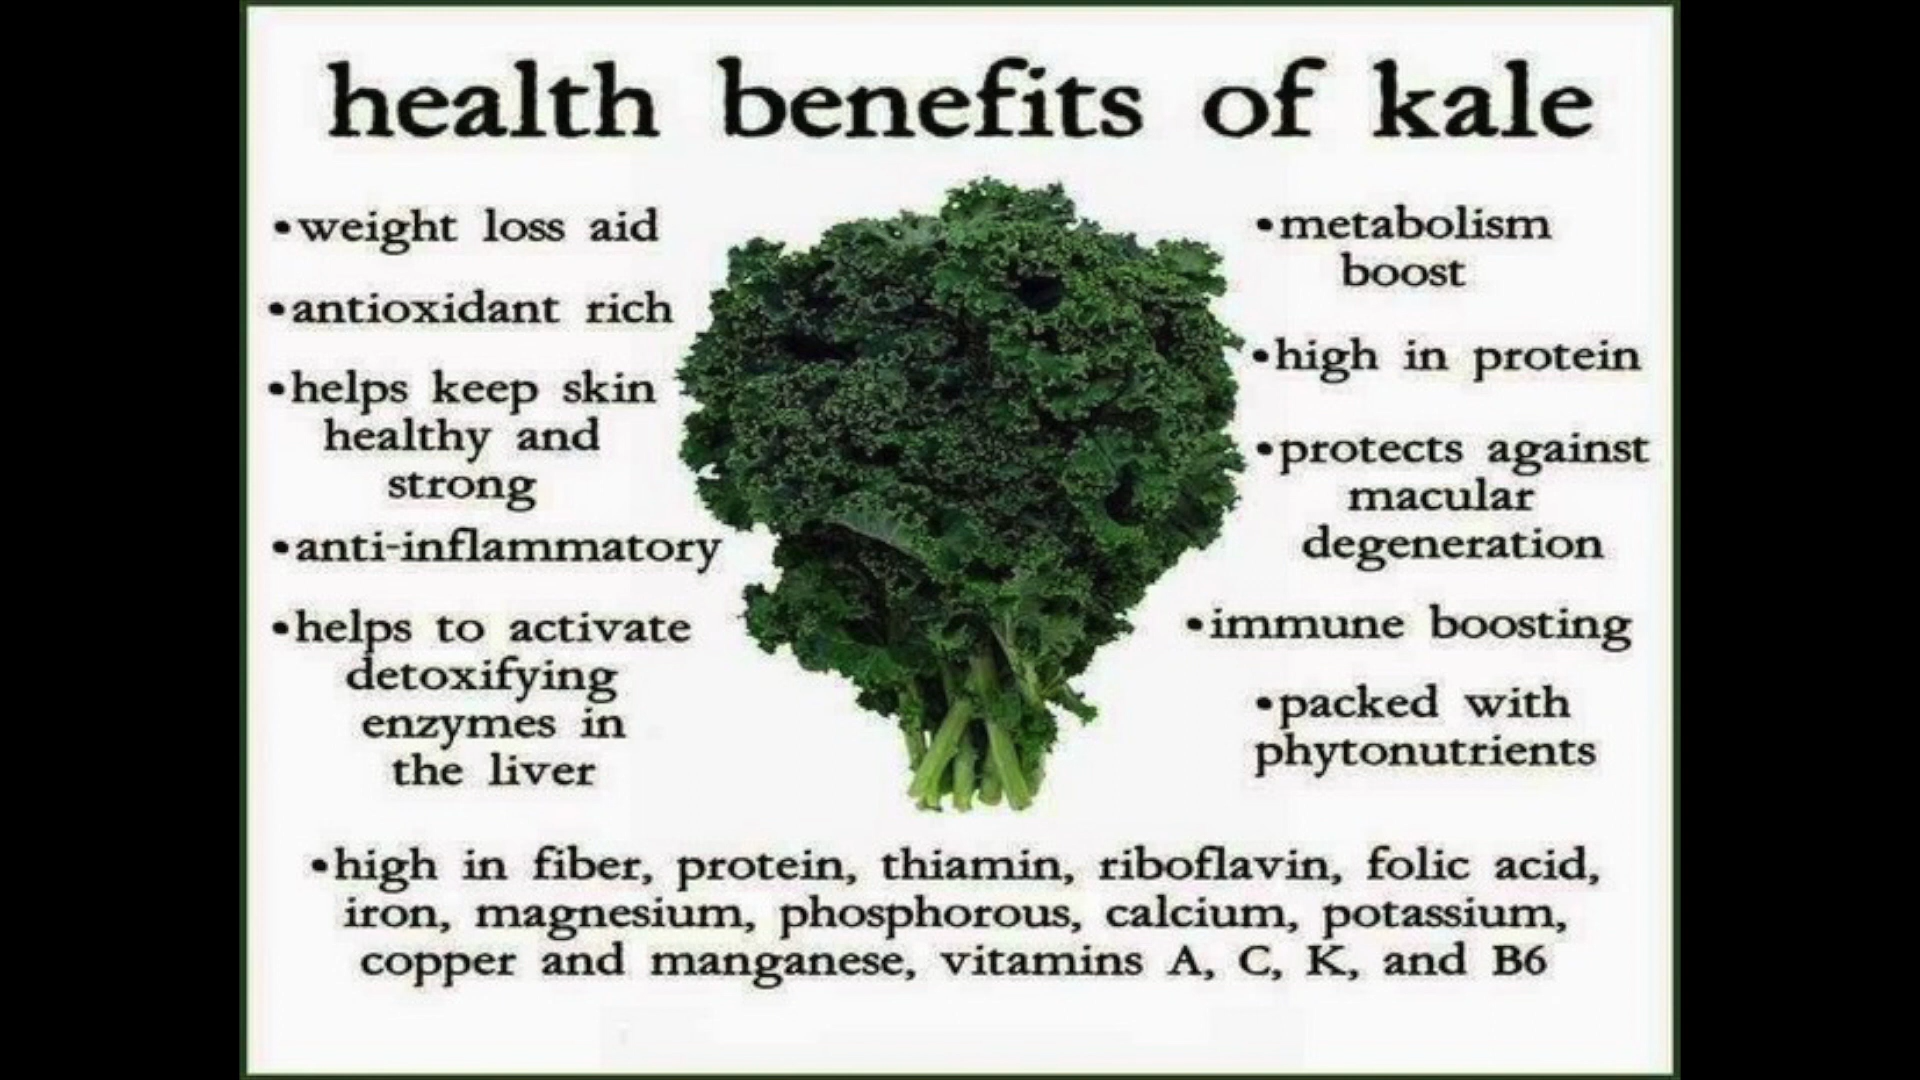 health benefits of kale
•weight loss aid
•antioxidant rich
•helps keep skin
healthy and
strong
•anti-inflammatory
•helps to activate
detoxifying
enzymes in
the liver
•metabolism
boost
•high in protein
•protects against
macular
degeneration
•immune boosting
•packed with
phytonutrients
•high in fiber, protein, thiamin, riboflavin, folic acid,
iron, magnesium, phosphorous, calcium, potassium,
copper and manganese, vitamins A, C, K, and B6